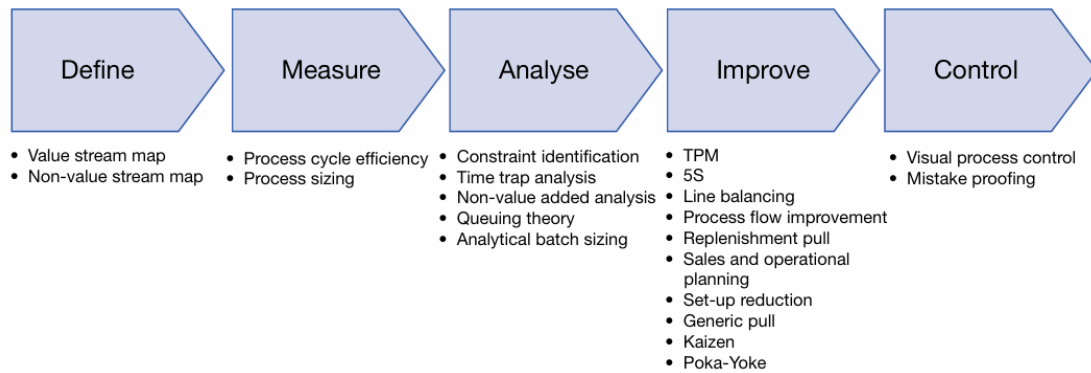 Define
Measure
Analyse
Improve
Control
• Value stream map
• Non-value stream map
• Process cycle efficiency
• Process sizing
• Constraint identification
• Time trap analysis
• Non-value added analysis
• Queuing theory
• Analytical batch sizing
• TPM
• 5S
• Line balancing
• Process flow improvement
• Replenishment pull
• Sales and operational
planning
• Set-up reduction
• Generic pull
• Kaizen
• Poka-Yoke
• Visual process control
• Mistake proofing